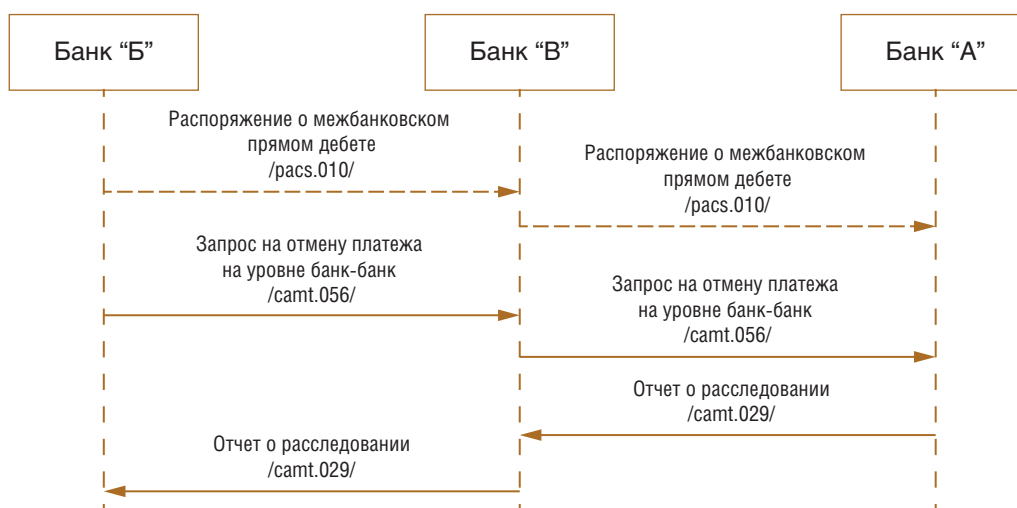 Банк “Б”
Банк “В”
Банк “А”
Распоряжение о межбанковском
прямом дебете
/pacs.010/
Распоряжение о межбанковском
прямом дебете
/pacs.010/
Запрос на отмену платежа
на уровне банк-банк
/camt.056/
Запрос на отмену платежа
на уровне банк-банк
/camt.056/
Отчет о расследовании
/camt.029/
Отчет о расследовании
/camt.029/